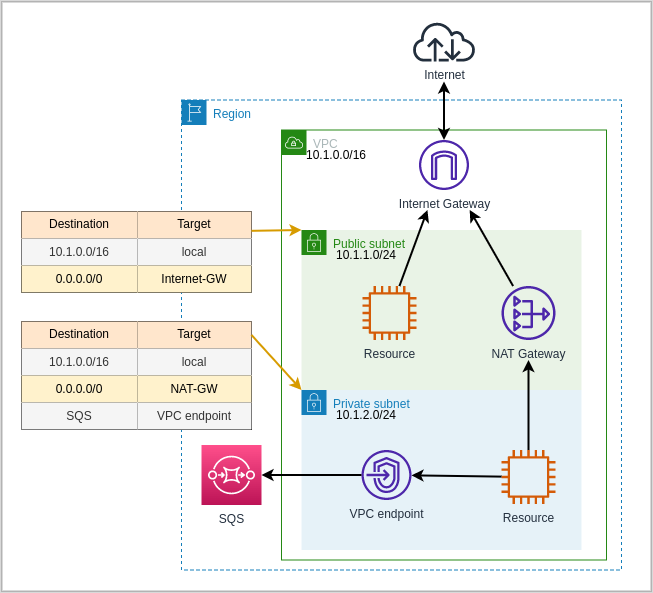 Internet
Region
VPC
10.1.0.0/16
Internet Gateway
Destination Target
10.1.0.0/16 local
0.0.0.0/0 Internet-GW
Public subnet
10.1.1.0/24
Resource
NAT Gateway
Destination Target
10.1.0.0/16 local
0.0.0.0/0 NAT-GW
SQS VPC endpoint
Private subnet
10.1.2.0/24
SQS
VPC endpoint
Resource